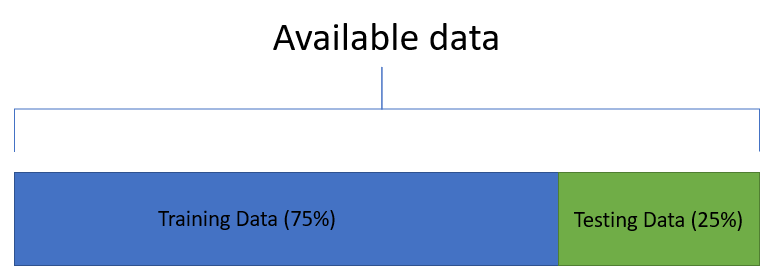 Available data
Training Data (75%)
Testing Data (25%)